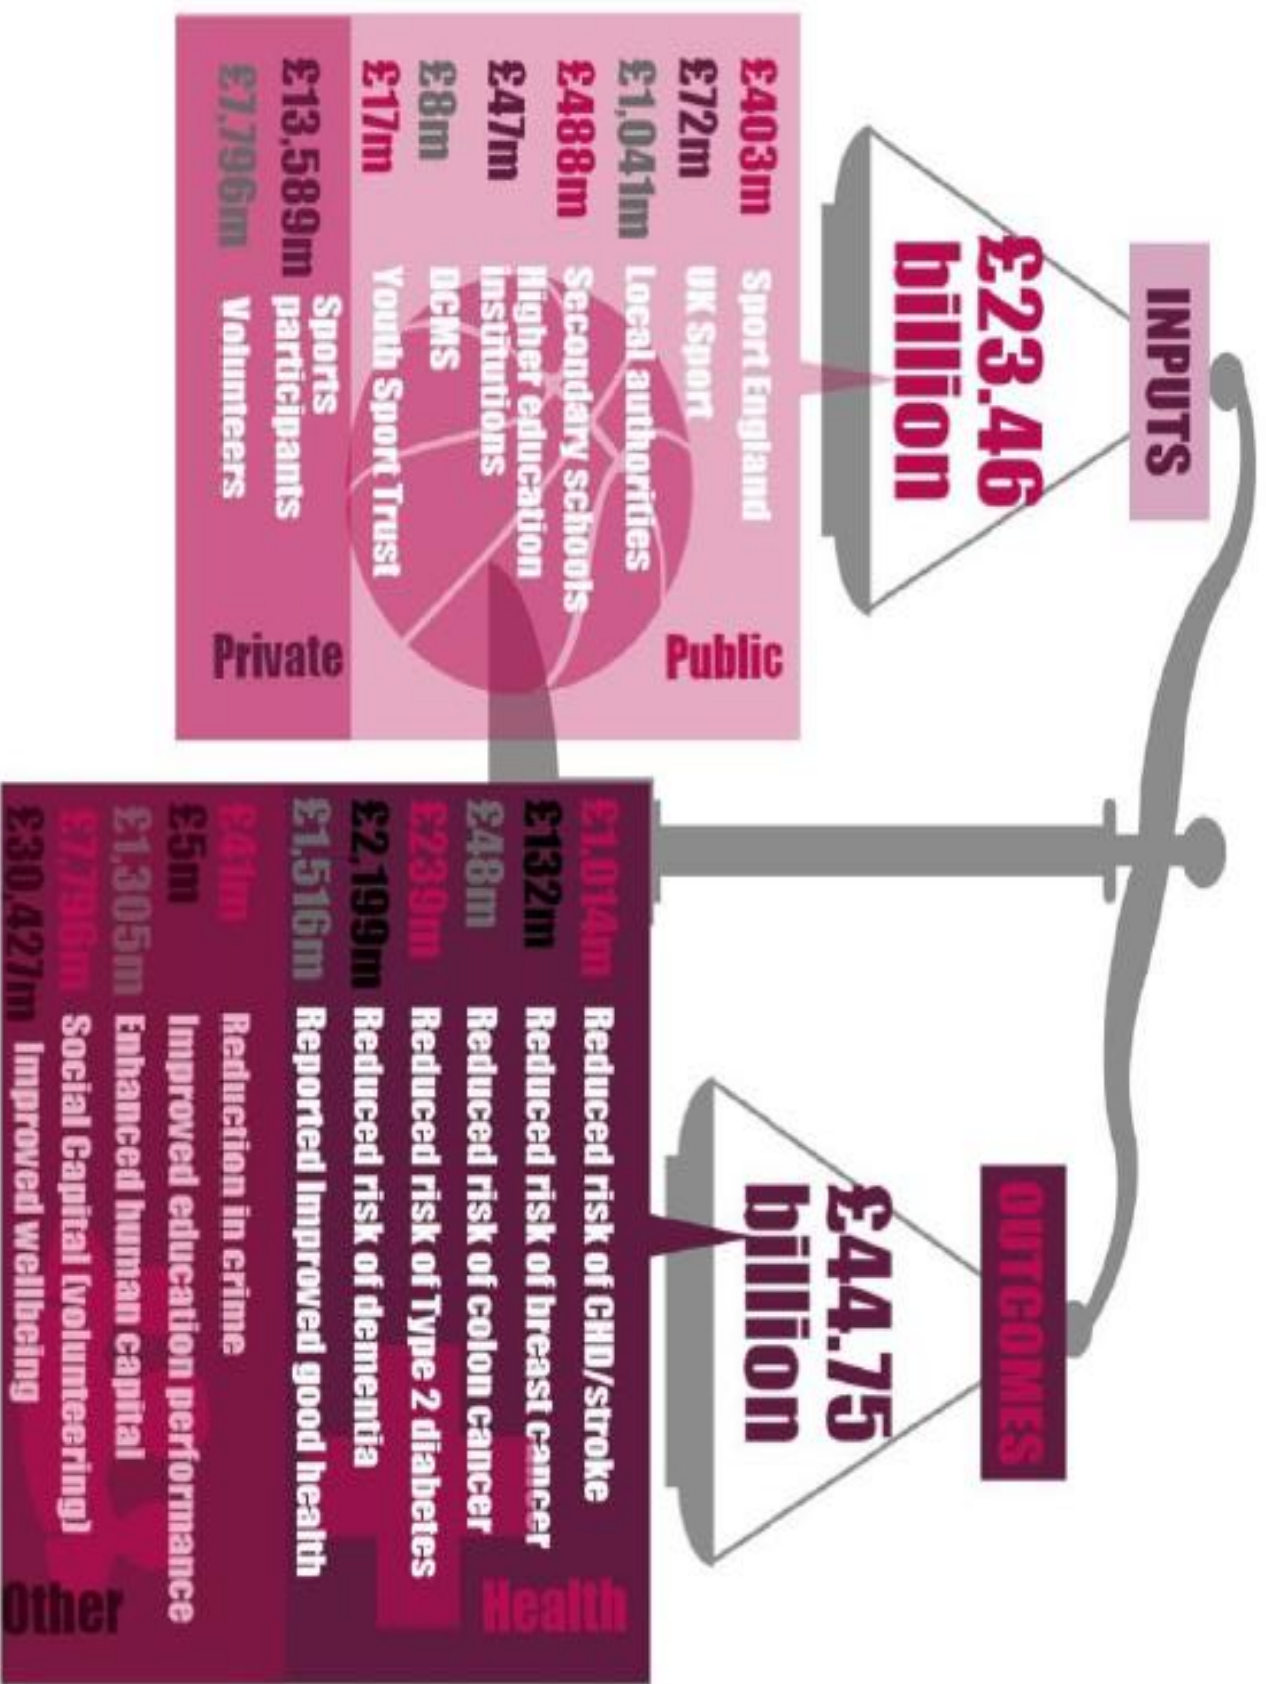 INPUTS
£23.46
billion
Public
£403m Sport England
£72m UK Sport
£1,041m Local authorities
£488m Secondary schools
£47m Higher education
institutions
£8m DCMS
£17m Youth Sport Trust
Private
£13,589m Sports
participants
£7,796m Volunteers
OUTCOMES
£44.75
billion
Health
£1,014m Reduced risk of CHD/stroke
£132m Reduced risk of breast cancer
£48m Reduced risk of colon cancer
£239m Reduced risk of Type 2 diabetes
£2,199m Reduced risk of dementia
£1,516m Reported Improved good health
£41m Reduction in crime
£5m Improved education performance
£1,305m Enhanced human capital
£7,796m Social Capital (volunteering)
£30,427m Improved wellbeing
Other